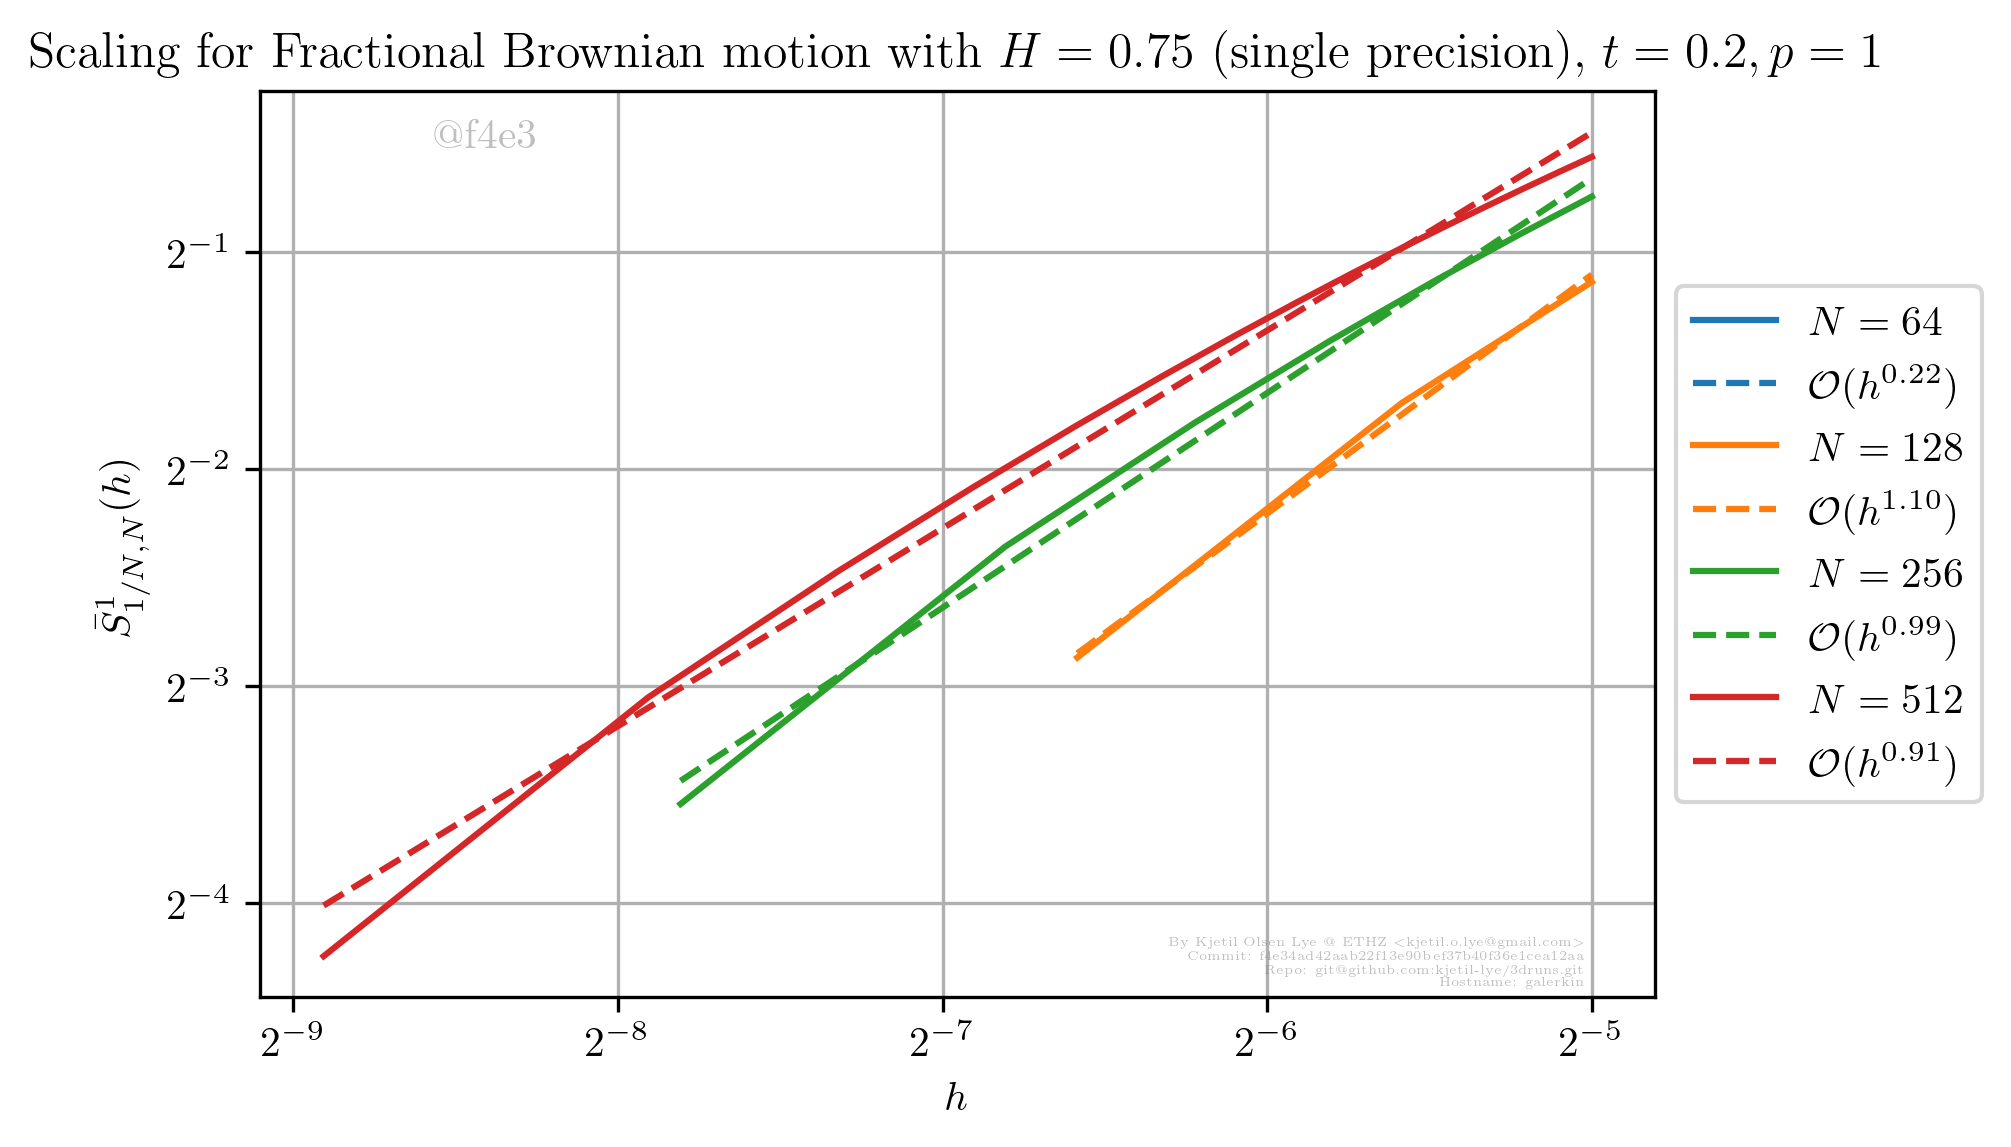 Scaling for Fractional Brownian motion with H = 0.75 (single precision), t = 0.2, p = 1
@f4e3
2⁻¹
2⁻²
2⁻³
2⁻⁴
S̄¹_{1/N,N}(h)
N = 64
𝒪(h^{0.22})
N = 128
𝒪(h^{1.10})
N = 256
𝒪(h^{0.99})
N = 512
𝒪(h^{0.91})
By Kjetil Olsen Lye @ ETHZ <kjetil.o.lye@gmail.com>
Commit: f4e34ad42aab22f13e90bef37b40f36e1cea12aa
Repo: git@github.com:kjetil-lye/3druns.git
Hostname: galerkin
2⁻⁹ 2⁻⁸ 2⁻⁷ 2⁻⁶ 2⁻⁵
h